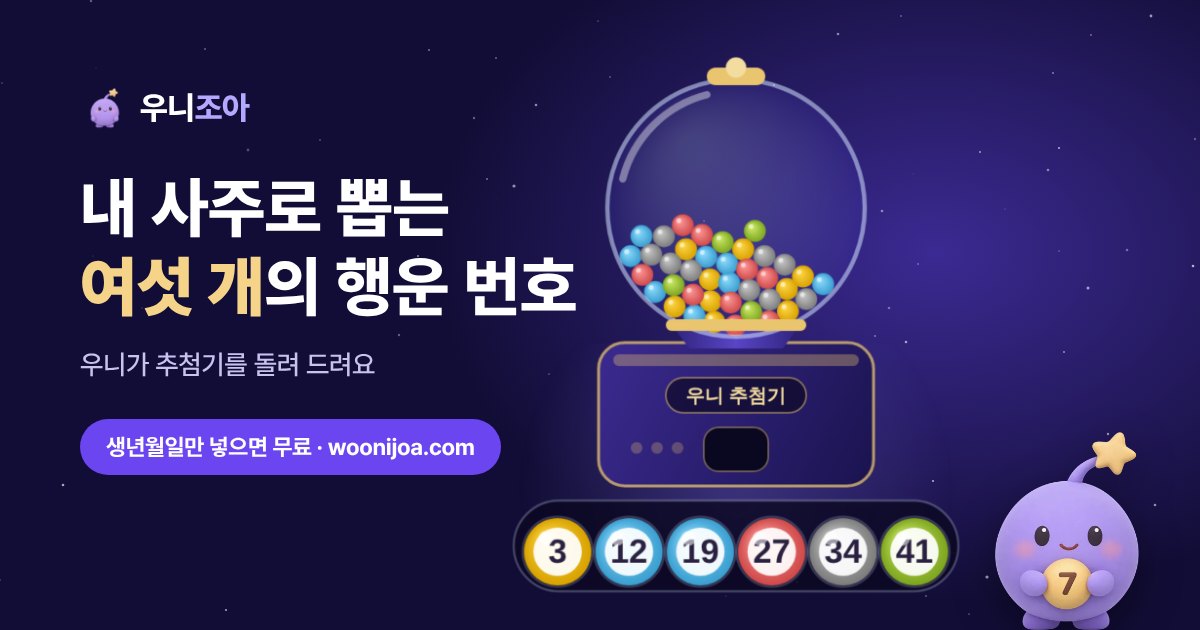 우니조아
내 사주로 뽑는
여섯 개의 행운 번호
우니가 추첨기를 돌려 드려요
생년월일만 넣으면 무료 · woonijoa.com
우니 추첨기
3 12 19 27 34 41
7